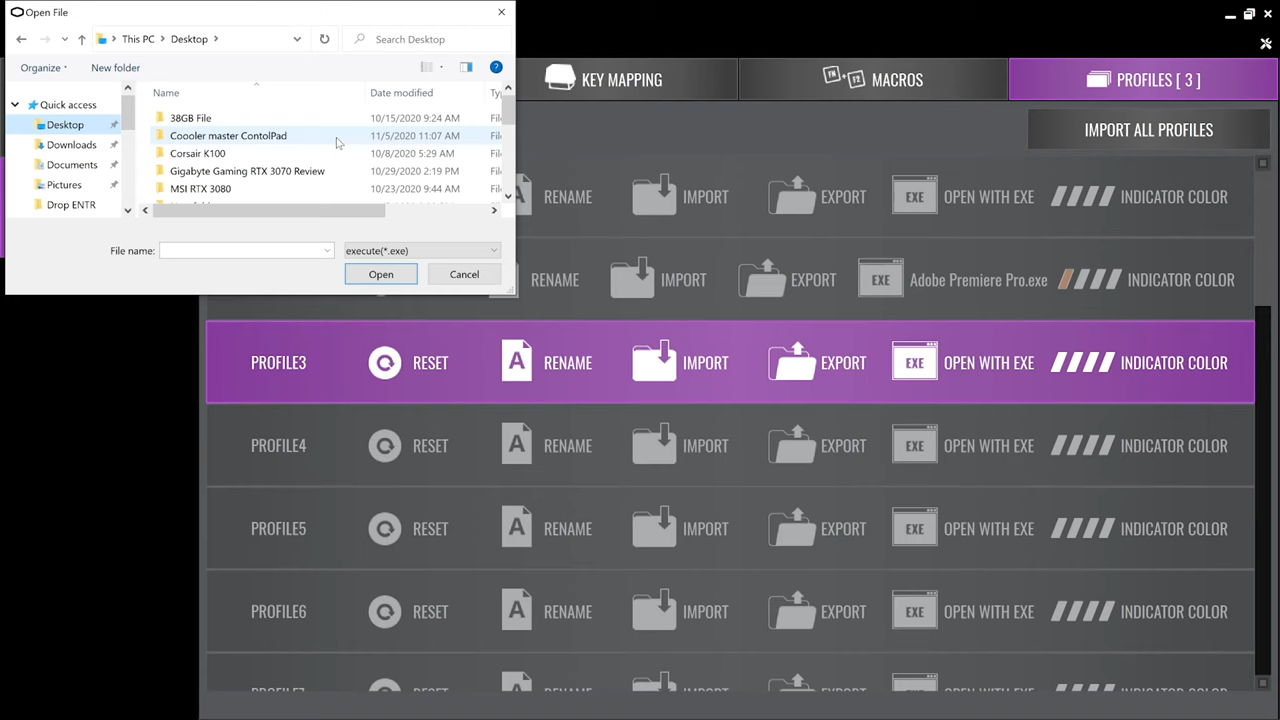 Open File
This PC > Desktop >
Search Desktop
Organize
New folder
Name
Date modified
Quick access
Desktop
Downloads
Documents
Pictures
Drop ENTR
38GB File 10/15/2020 9:24 AM File
Coooler master ContolPad 11/5/2020 11:07 AM File
Corsair K100 10/8/2020 5:29 AM File
Gigabyte Gaming RTX 3070 Review 10/29/2020 2:19 PM File
MSI RTX 3080 10/23/2020 9:44 AM File
File name:
execute(*.exe)
Open
Cancel
KEY MAPPING
MACROS
PROFILES [ 3 ]
IMPORT ALL PROFILES
RENAME IMPORT EXPORT EXE OPEN WITH EXE INDICATOR COLOR
RENAME IMPORT EXPORT EXE Adobe Premiere Pro.exe INDICATOR COLOR
PROFILE3 RESET A RENAME IMPORT EXPORT EXE OPEN WITH EXE INDICATOR COLOR
PROFILE4 RESET A RENAME IMPORT EXPORT EXE OPEN WITH EXE INDICATOR COLOR
PROFILE5 RESET A RENAME IMPORT EXPORT EXE OPEN WITH EXE INDICATOR COLOR
PROFILE6 RESET A RENAME IMPORT EXPORT EXE OPEN WITH EXE INDICATOR COLOR